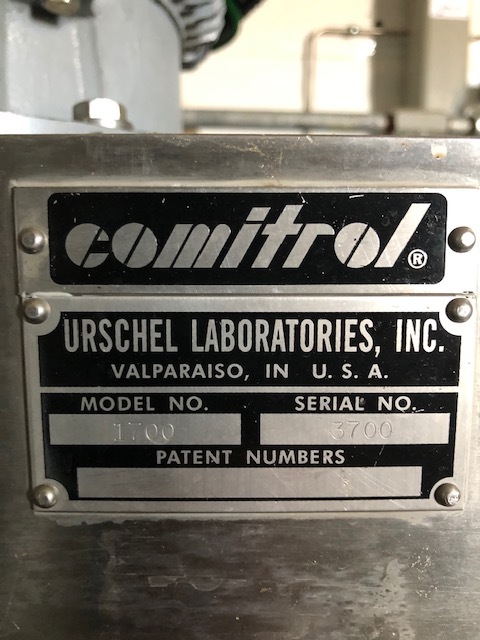 comitrol®
URSCHEL LABORATORIES, INC.
VALPARAISO, IN U. S. A.
MODEL NO. SERIAL NO.
1700 3700
PATENT NUMBERS